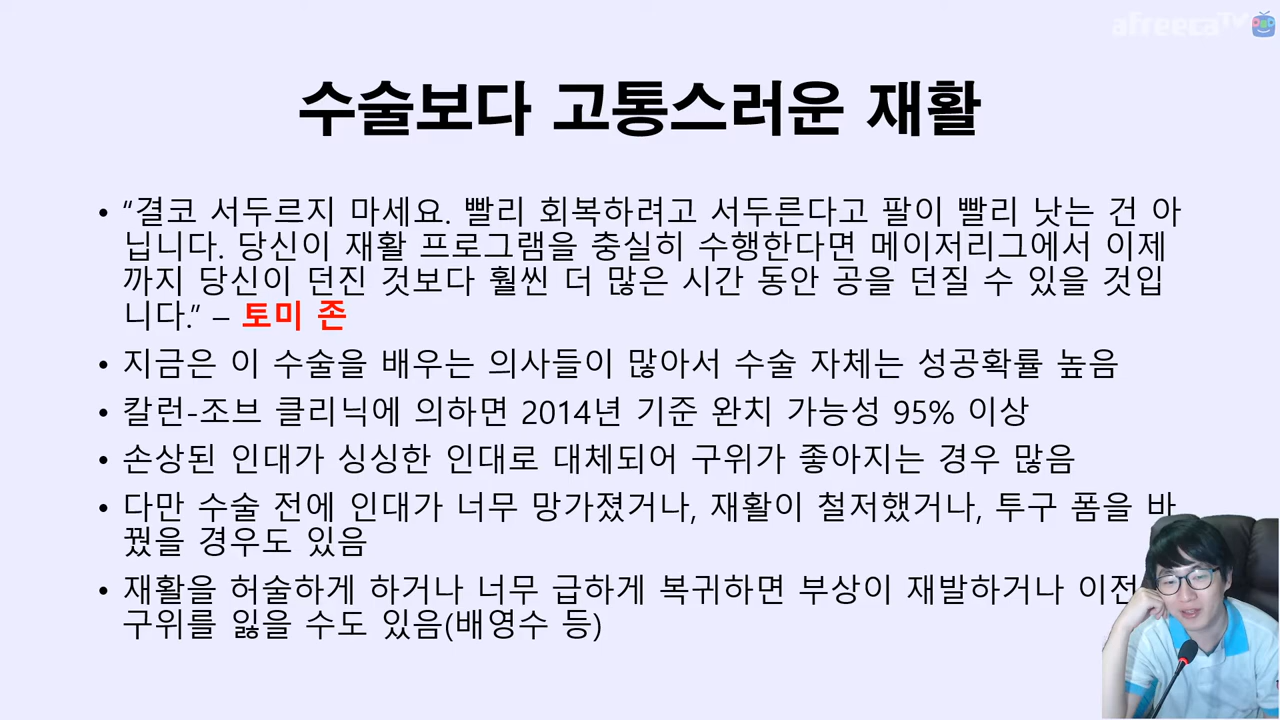 afreecaTV
수술보다 고통스러운 재활
• "결코 서두르지 마세요. 빨리 회복하려고 서두른다고 팔이 빨리 낫는 건 아
닙니다. 당신이 재활 프로그램을 충실히 수행한다면 메이저리그에서 이제
까지 당신이 던진 것보다 훨씬 더 많은 시간 동안 공을 던질 수 있을 것입
니다.” – 토미 존
• 지금은 이 수술을 배우는 의사들이 많아서 수술 자체는 성공확률 높음
• 칼런-조브 클리닉에 의하면 2014년 기준 완치 가능성 95% 이상
• 손상된 인대가 싱싱한 인대로 대체되어 구위가 좋아지는 경우 많음
• 다만 수술 전에 인대가 너무 망가졌거나, 재활이 철저했거나, 투구 폼을 바
꿨을 경우도 있음
• 재활을 허술하게 하거나 너무 급하게 복귀하면 부상이 재발하거나 이전
구위를 잃을 수도 있음(배영수 등)